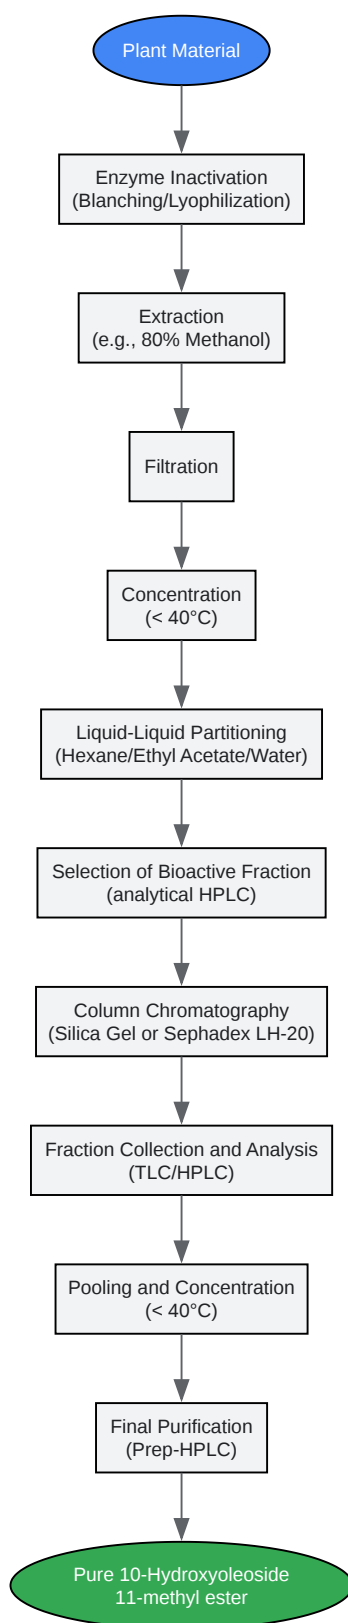 Plant Material
Enzyme Inactivation
(Blanching/Lyophilization)
Extraction
(e.g., 80% Methanol)
Filtration
Concentration
(< 40°C)
Liquid-Liquid Partitioning
(Hexane/Ethyl Acetate/Water)
Selection of Bioactive Fraction
(analytical HPLC)
Column Chromatography
(Silica Gel or Sephadex LH-20)
Fraction Collection and Analysis
(TLC/HPLC)
Pooling and Concentration
(< 40°C)
Final Purification
(Prep-HPLC)
Pure 10-Hydroxyoleoside
11-methyl ester